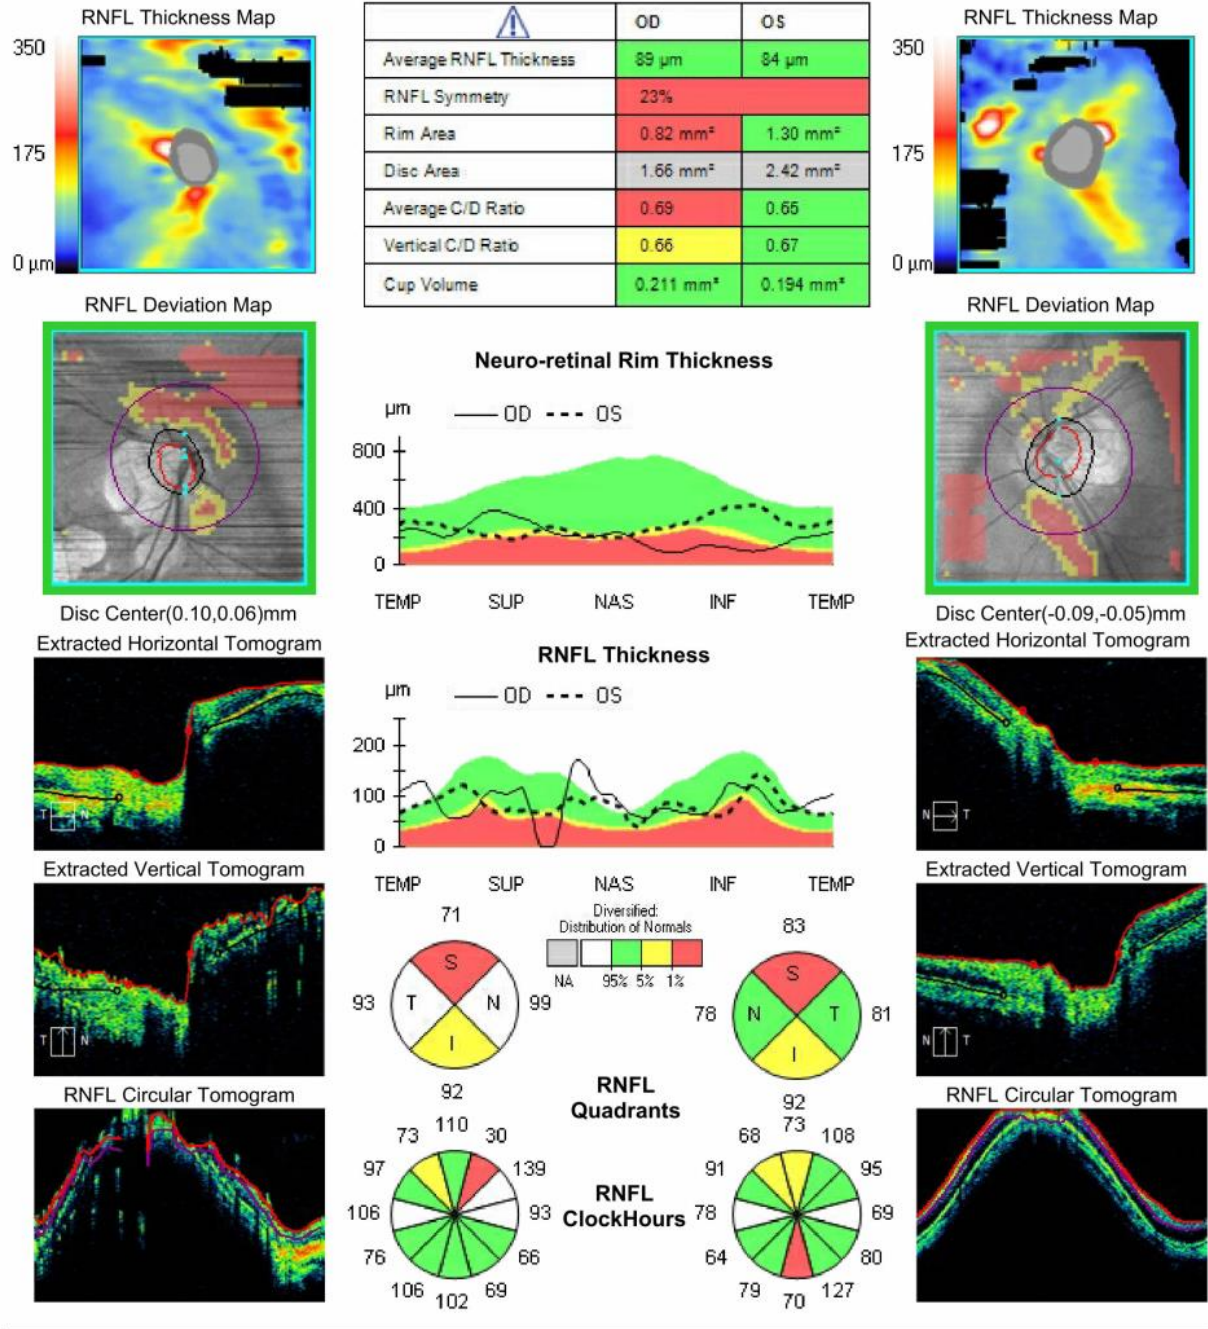 RNFL Thickness Map
350
175
0 µm
OD OS
Average RNFL Thickness 89 µm 84 µm
RNFL Symmetry 23%
Rim Area 0.82 mm² 1.30 mm²
Disc Area 1.66 mm² 2.42 mm²
Average C/D Ratio 0.69 0.65
Vertical C/D Ratio 0.66 0.67
Cup Volume 0.211 mm³ 0.194 mm³
RNFL Thickness Map
350
175
0 µm
RNFL Deviation Map
Disc Center(0.10,0.06)mm
Neuro-retinal Rim Thickness
µm OD OS
800
400
0
TEMP SUP NAS INF TEMP
RNFL Deviation Map
Disc Center(-0.09,-0.05)mm
Extracted Horizontal Tomogram
T N
RNFL Thickness
µm OD OS
200
100
0
TEMP SUP NAS INF TEMP
Extracted Horizontal Tomogram
N T
Extracted Vertical Tomogram
T N
Diversified:
Distribution of Normals
NA 95% 5% 1%
71
S
93 T N 99
I
92
83
S
78 N T 81
I
92
RNFL
Quadrants
Extracted Vertical Tomogram
N T
RNFL Circular Tomogram
73 110 30
97 139
106 93
76 66
106 102 69
RNFL
ClockHours
68 73 108
91 95
78 69
64 80
79 70 127
RNFL Circular Tomogram